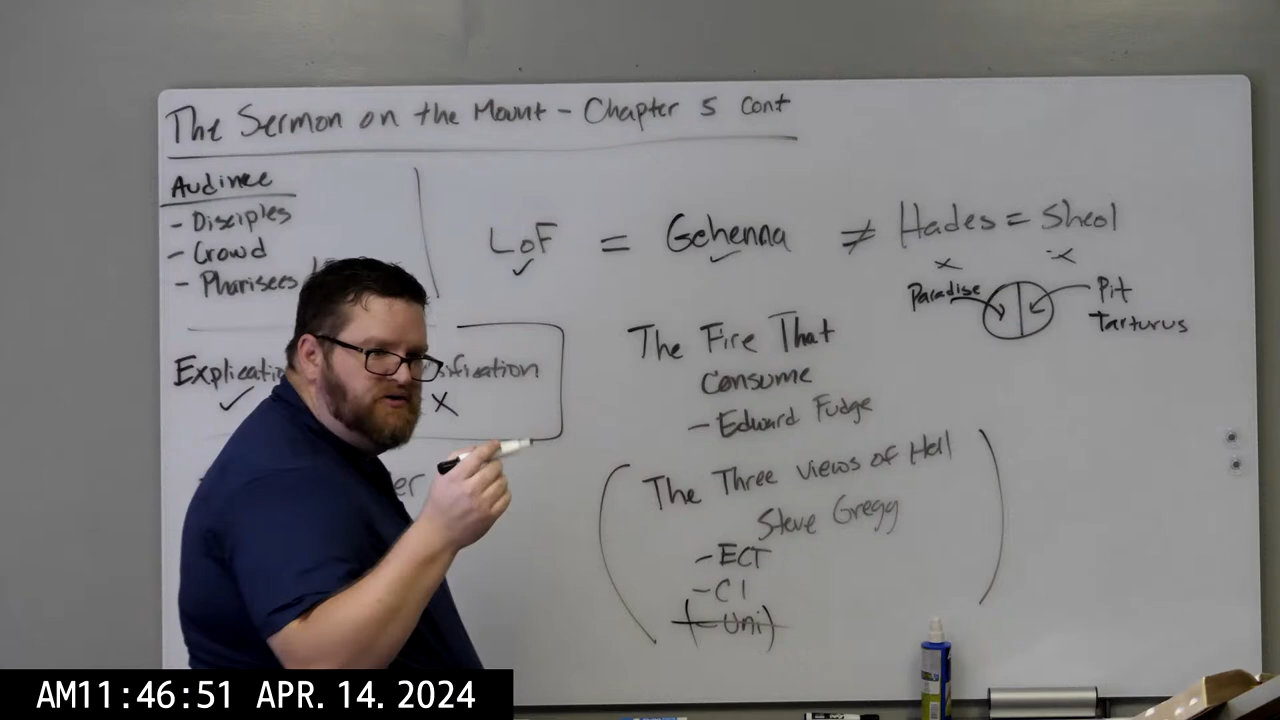 The Sermon on the Mount - Chapter 5 Cont
Audince
- Disciples
- Crowd
- Pharisees
LoF = Gehenna ≠ Hades = Sheol
Paradise
Pit
Tarturus
The Fire That
Consume
- Edward Fudge
The Three views of Hell
Steve Gregg
- ECT
- CI
(- Uni)
AM11:46:51 APR. 14. 2024